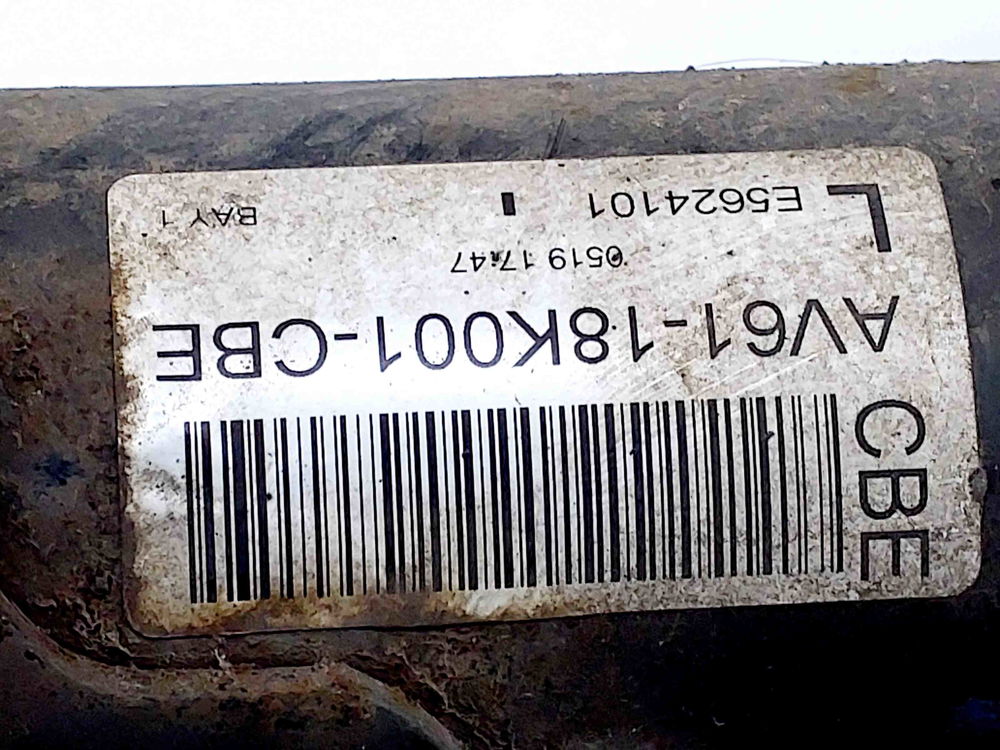 L
E5624101 BAY 1
0519 17:47
AV61-18K001-CBE
CBE